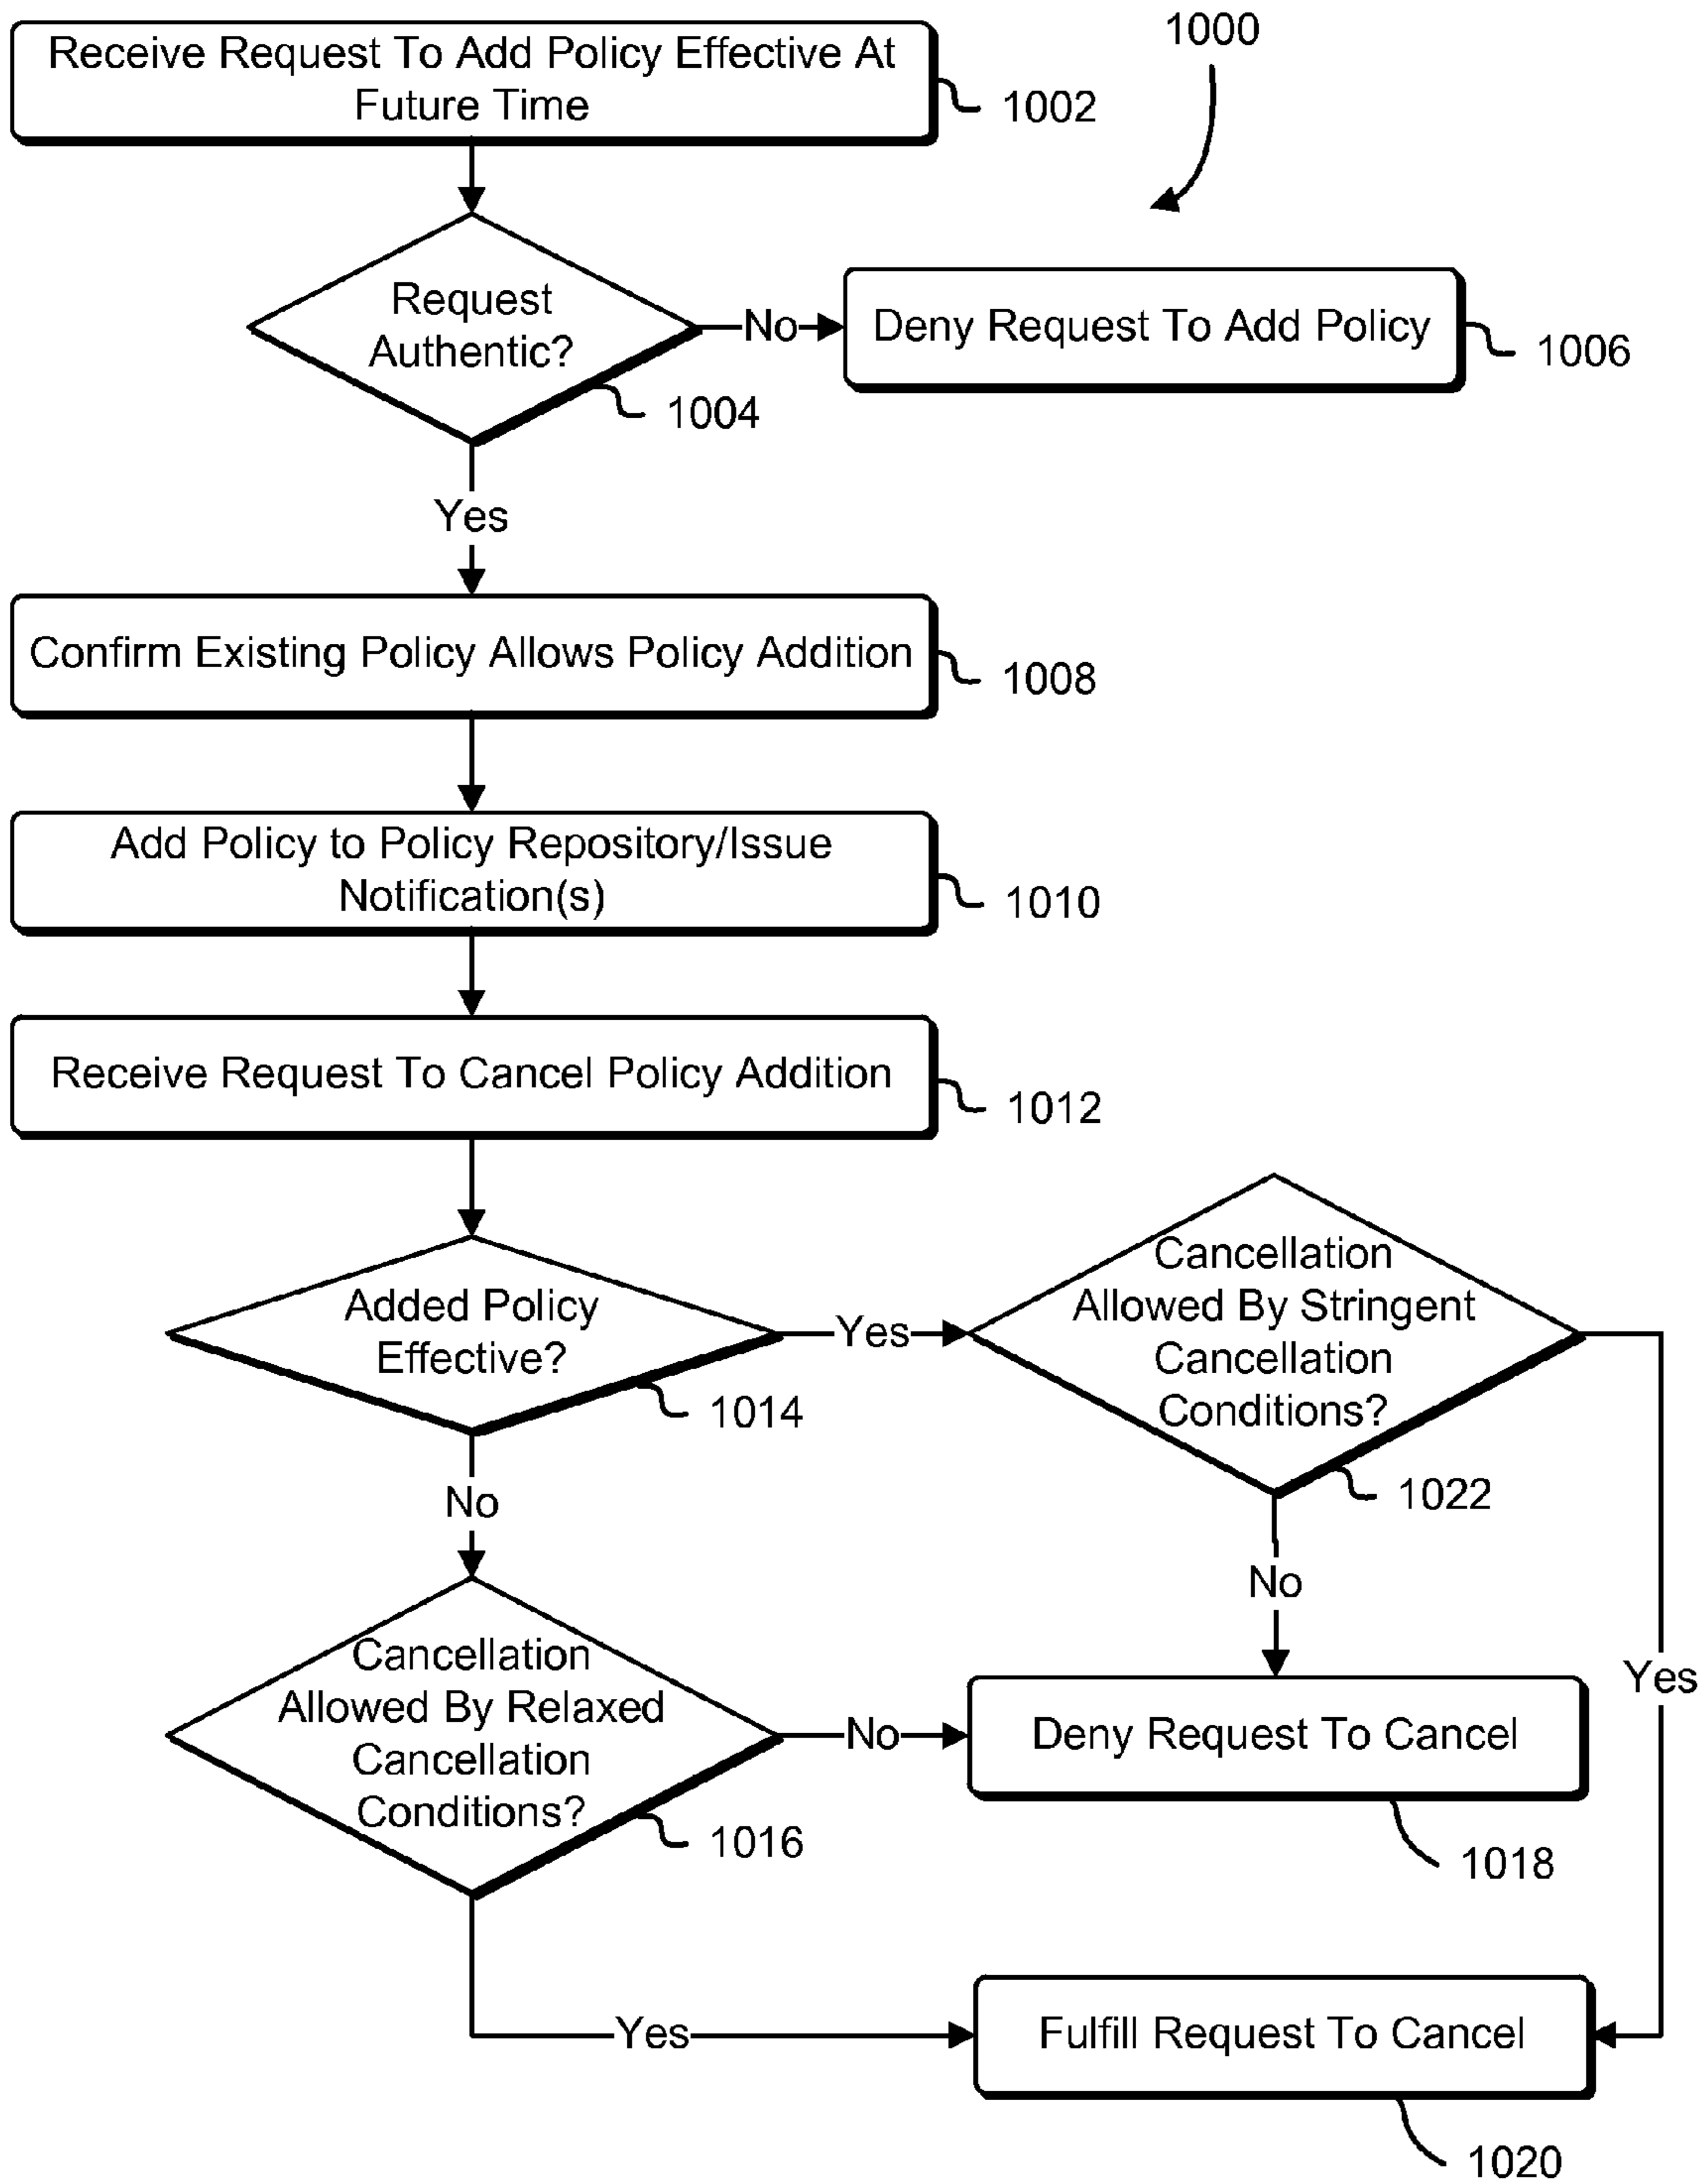 1000
Receive Request To Add Policy Effective At
Future Time
1002
Request
Authentic?
1004
No
Deny Request To Add Policy
1006
Yes
Confirm Existing Policy Allows Policy Addition
1008
Add Policy to Policy Repository/Issue
Notification(s)
1010
Receive Request To Cancel Policy Addition
1012
Added Policy
Effective?
1014
Yes
Cancellation
Allowed By Stringent
Cancellation
Conditions?
1022
No
No
Yes
Cancellation
Allowed By Relaxed
Cancellation
Conditions?
1016
No
Deny Request To Cancel
1018
Yes
Fulfill Request To Cancel
1020